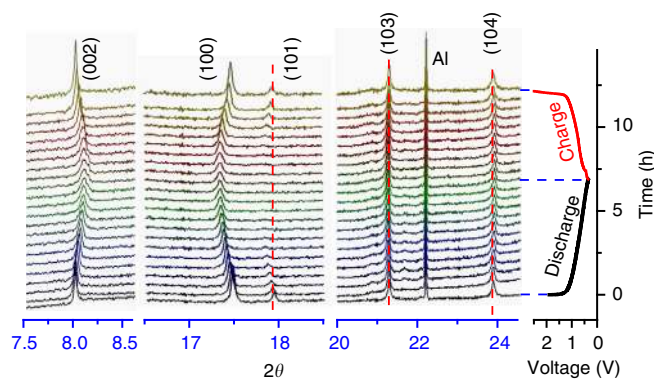 (002)
(100)
(101)
(103)
Al
(104)
Charge
Discharge
10
5
0
Time (h)
7.5 8.0 8.5 17 18 20 22 24 2 1 0
2θ
Voltage (V)